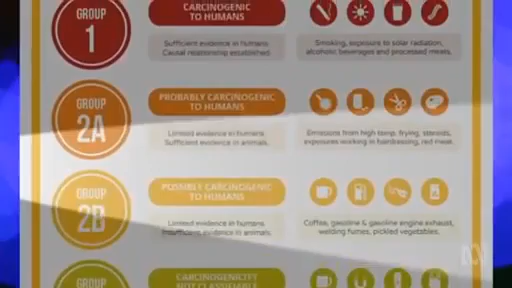 GROUP
1
CARCINOGENIC
TO HUMANS
Sufficient evidence in humans.
Causal relationship established.
Smoking, exposure to solar radiation,
alcoholic beverages and processed meats.
GROUP
2A
PROBABLY CARCINOGENIC
TO HUMANS
Limited evidence in humans.
Sufficient evidence in animals.
Emissions from high temp. frying, steroids,
exposures working in hairdressing, red meat.
GROUP
2B
POSSIBLY CARCINOGENIC
TO HUMANS
Limited evidence in humans.
Insufficient evidence in animals.
Coffee, gasoline & gasoline engine exhaust,
welding fumes, pickled vegetables.
GROUP
CARCINOGENICITY
NOT CLASSIFIABLE